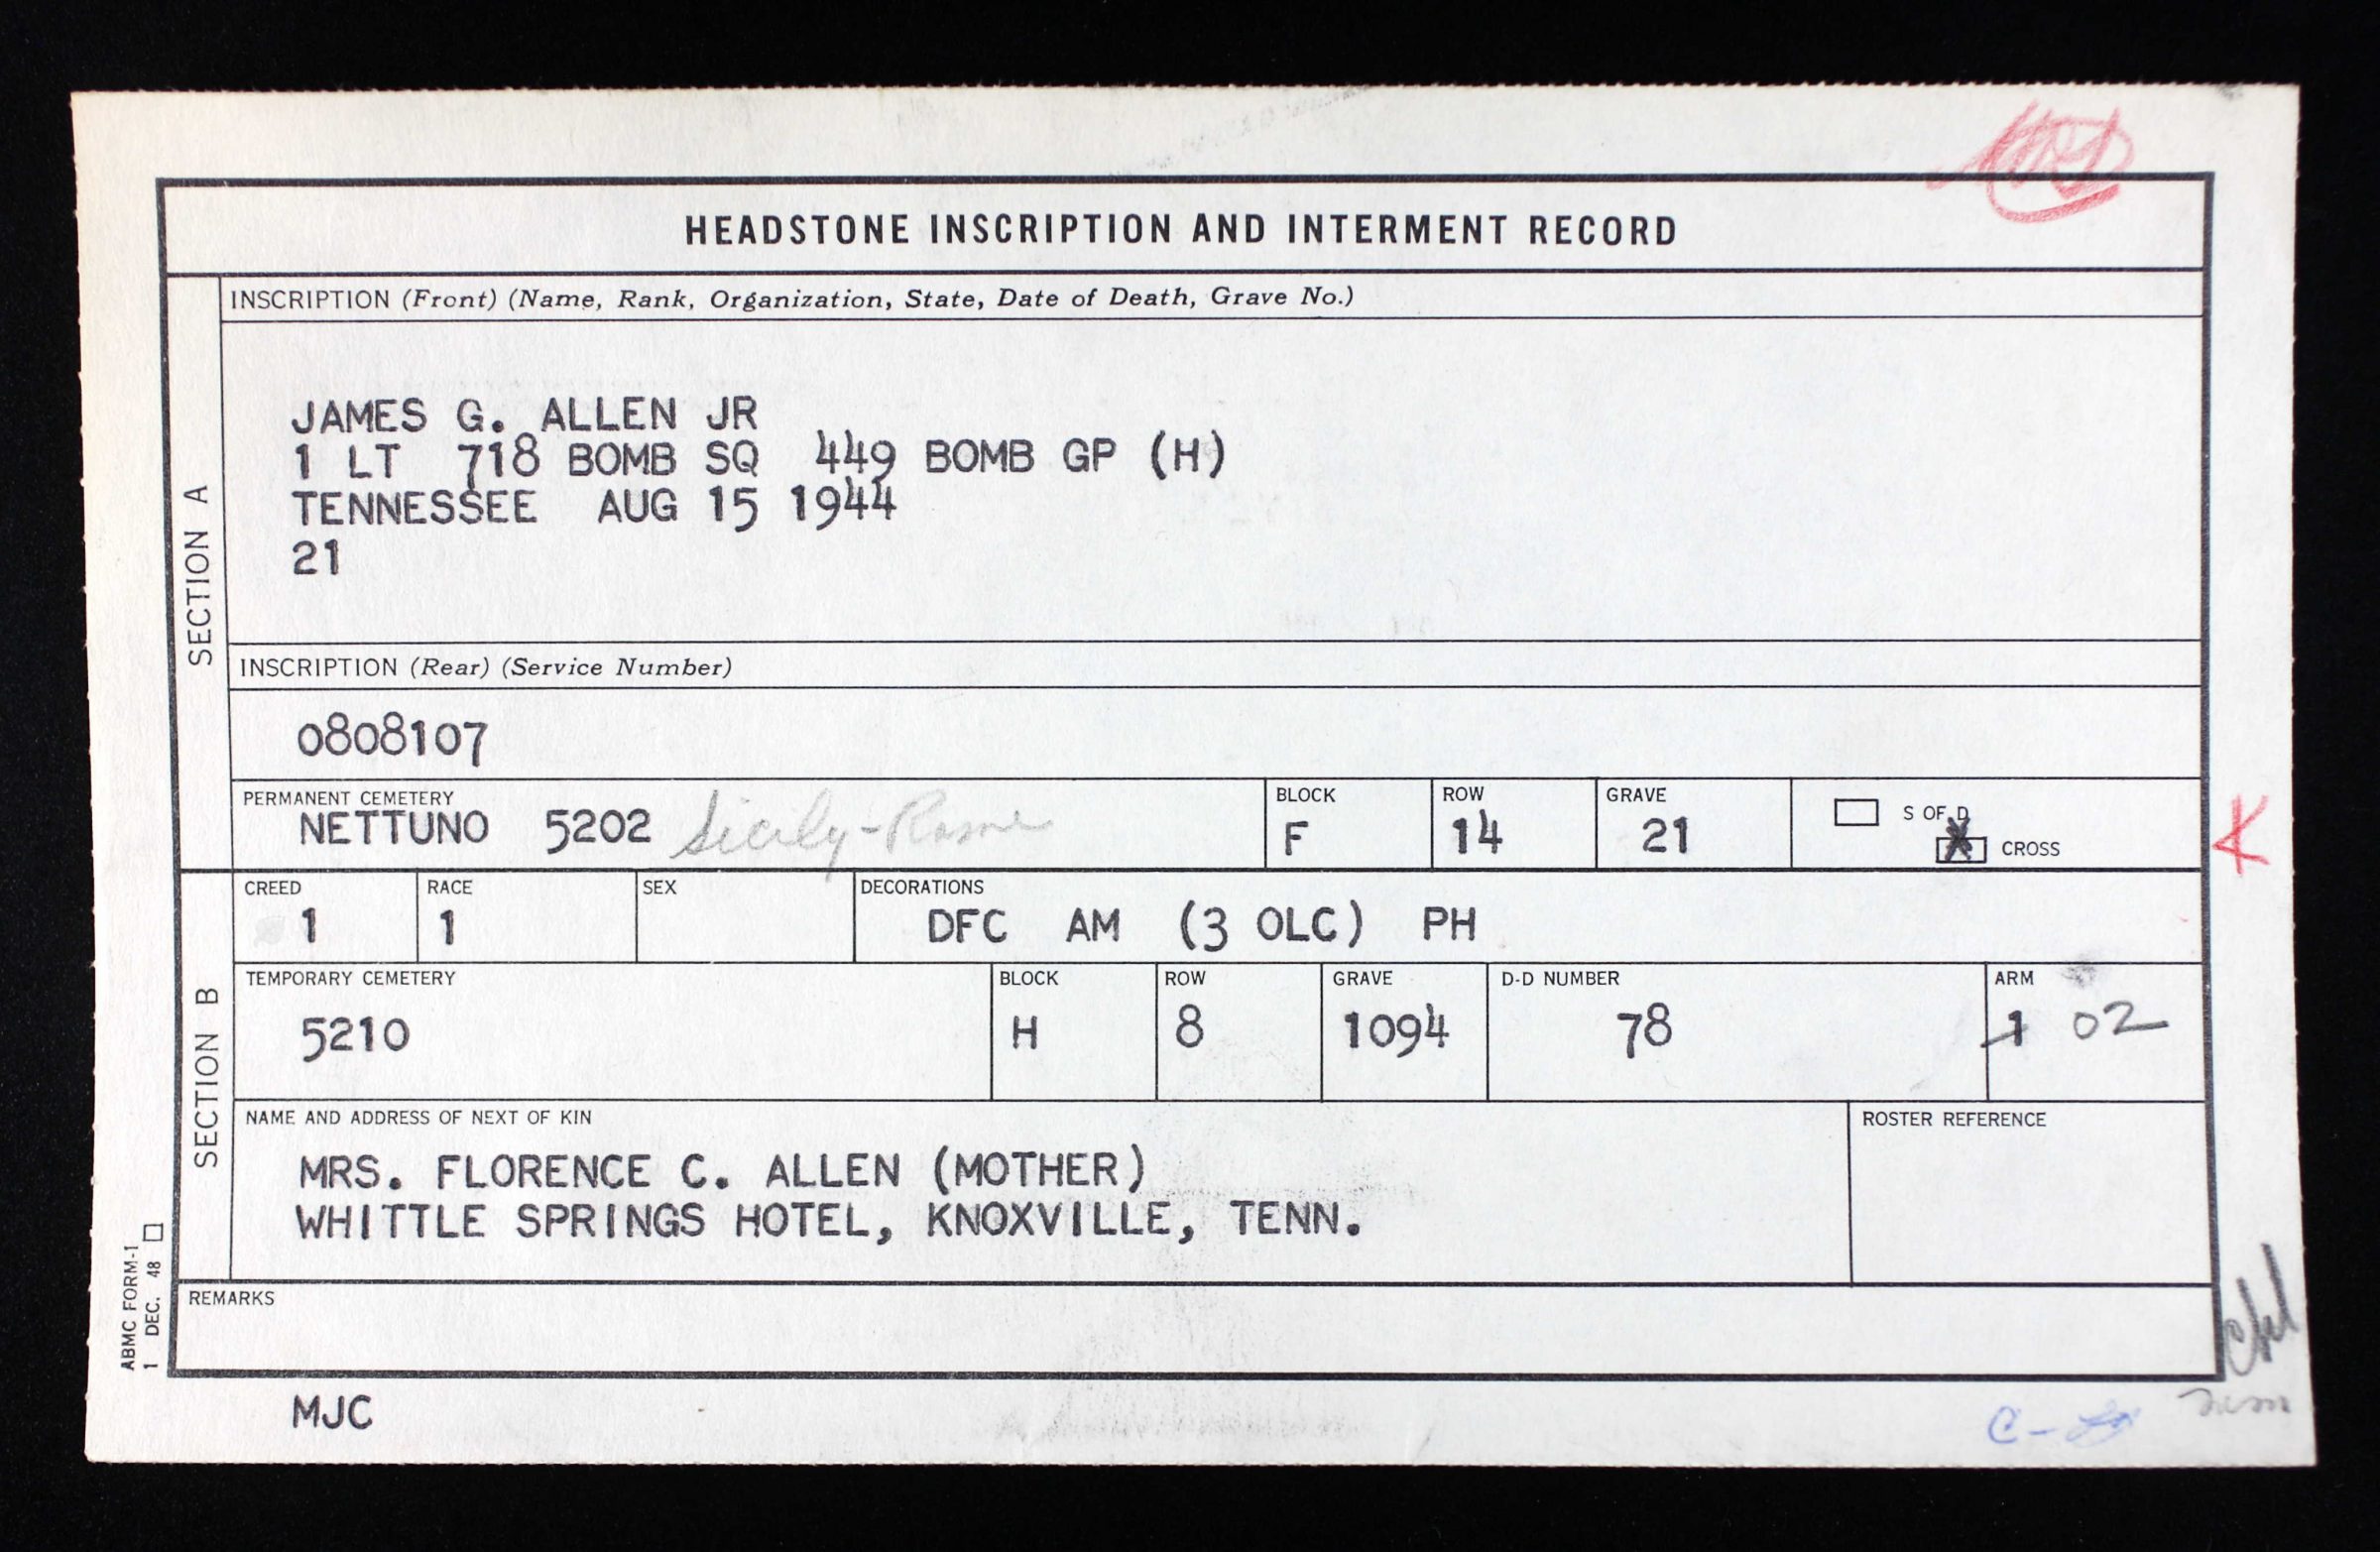 HEADSTONE INSCRIPTION AND INTERMENT RECORD
SECTION A
INSCRIPTION (Front) (Name, Rank, Organization, State, Date of Death, Grave No.)
JAMES G. ALLEN JR
1 LT 718 BOMB SQ 449 BOMB GP (H)
TENNESSEE AUG 15 1944
21
INSCRIPTION (Rear) (Service Number)
0808107
PERMANENT CEMETERY
NETTUNO 5202 Sicily-Rome
BLOCK
F
ROW
14
GRAVE
21
S OF D
X CROSS
K
SECTION B
CREED
1
RACE
1
SEX
DECORATIONS
DFC AM (3 OLC) PH
TEMPORARY CEMETERY
5210
BLOCK
H
ROW
8
GRAVE
1094
D-D NUMBER
78
ARM
1 02
NAME AND ADDRESS OF NEXT OF KIN
MRS. FLORENCE C. ALLEN (MOTHER)
WHITTLE SPRINGS HOTEL, KNOXVILLE, TENN.
ROSTER REFERENCE
REMARKS
ABMC FORM-1
1 DEC. 48
MJC